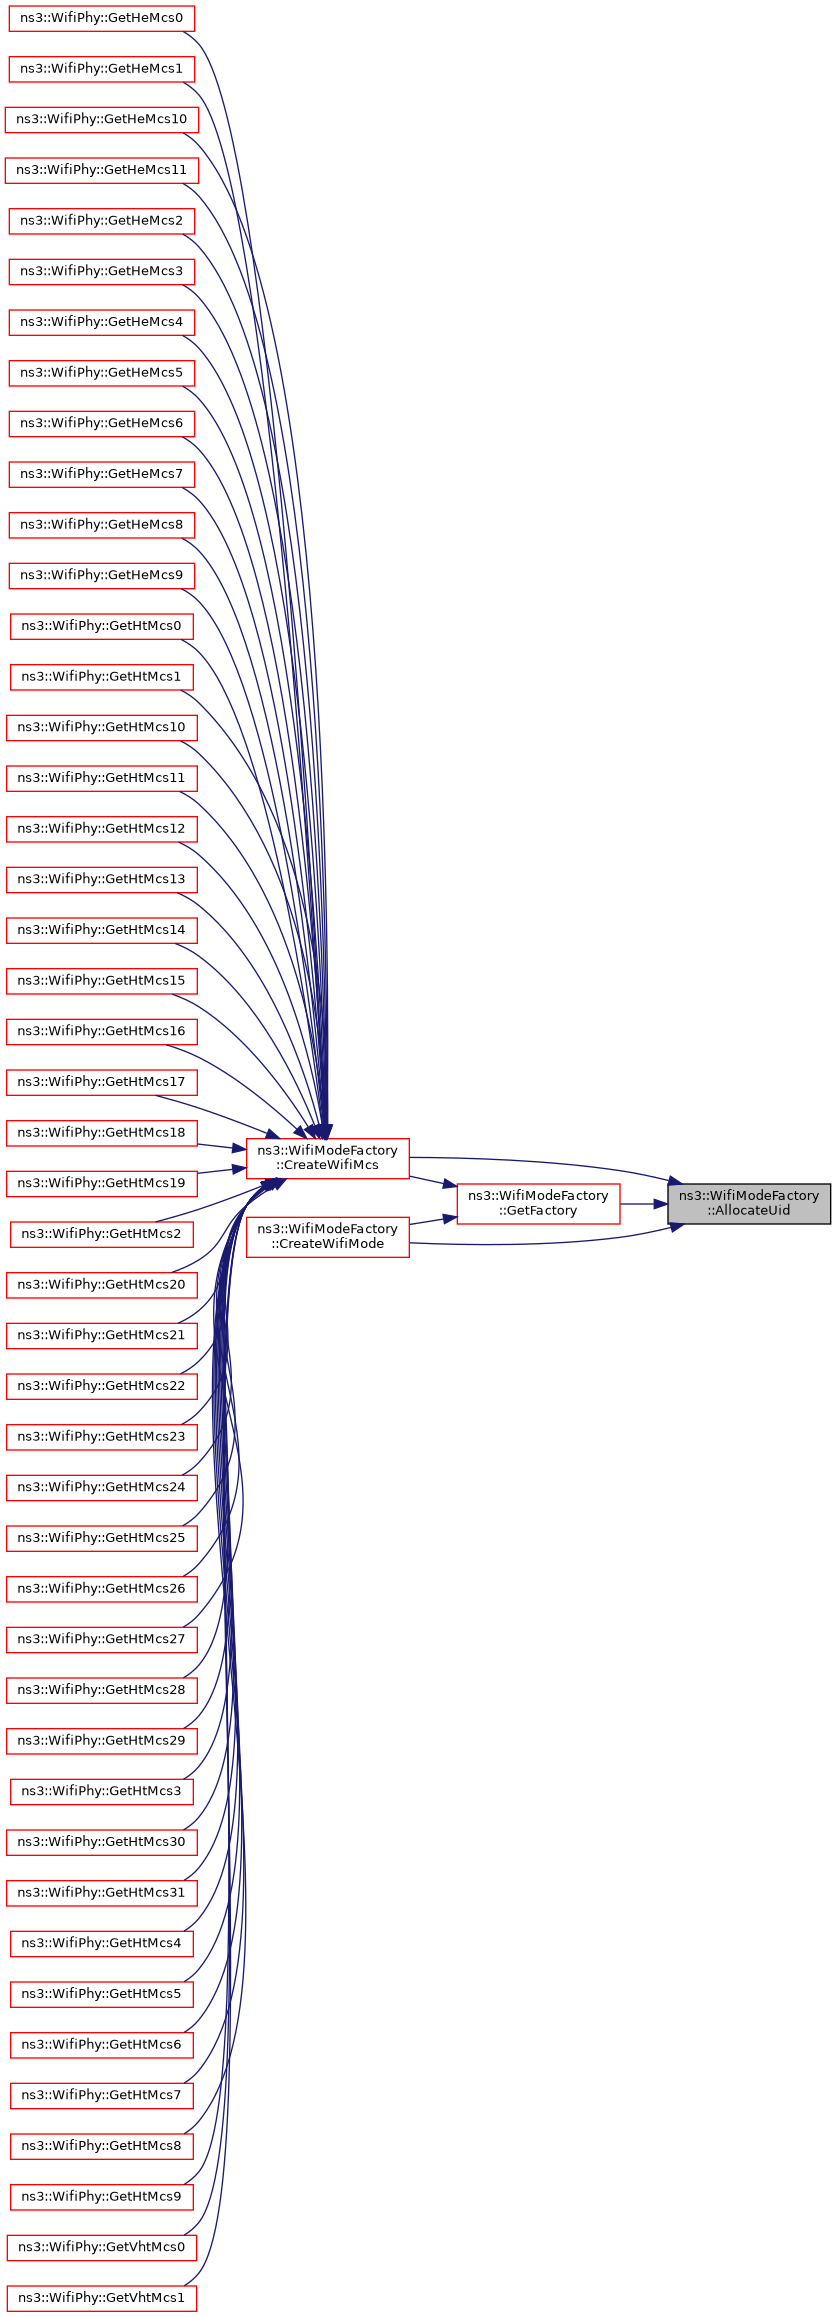 ns3::WifiPhy::GetHeMcs0
ns3::WifiPhy::GetHeMcs1
ns3::WifiPhy::GetHeMcs10
ns3::WifiPhy::GetHeMcs11
ns3::WifiPhy::GetHeMcs2
ns3::WifiPhy::GetHeMcs3
ns3::WifiPhy::GetHeMcs4
ns3::WifiPhy::GetHeMcs5
ns3::WifiPhy::GetHeMcs6
ns3::WifiPhy::GetHeMcs7
ns3::WifiPhy::GetHeMcs8
ns3::WifiPhy::GetHeMcs9
ns3::WifiPhy::GetHtMcs0
ns3::WifiPhy::GetHtMcs1
ns3::WifiPhy::GetHtMcs10
ns3::WifiPhy::GetHtMcs11
ns3::WifiPhy::GetHtMcs12
ns3::WifiPhy::GetHtMcs13
ns3::WifiPhy::GetHtMcs14
ns3::WifiPhy::GetHtMcs15
ns3::WifiPhy::GetHtMcs16
ns3::WifiPhy::GetHtMcs17
ns3::WifiPhy::GetHtMcs18
ns3::WifiPhy::GetHtMcs19
ns3::WifiPhy::GetHtMcs2
ns3::WifiPhy::GetHtMcs20
ns3::WifiPhy::GetHtMcs21
ns3::WifiPhy::GetHtMcs22
ns3::WifiPhy::GetHtMcs23
ns3::WifiPhy::GetHtMcs24
ns3::WifiPhy::GetHtMcs25
ns3::WifiPhy::GetHtMcs26
ns3::WifiPhy::GetHtMcs27
ns3::WifiPhy::GetHtMcs28
ns3::WifiPhy::GetHtMcs29
ns3::WifiPhy::GetHtMcs3
ns3::WifiPhy::GetHtMcs30
ns3::WifiPhy::GetHtMcs31
ns3::WifiPhy::GetHtMcs4
ns3::WifiPhy::GetHtMcs5
ns3::WifiPhy::GetHtMcs6
ns3::WifiPhy::GetHtMcs7
ns3::WifiPhy::GetHtMcs8
ns3::WifiPhy::GetHtMcs9
ns3::WifiPhy::GetVhtMcs0
ns3::WifiPhy::GetVhtMcs1
ns3::WifiModeFactory
::CreateWifiMcs
ns3::WifiModeFactory
::CreateWifiMode
ns3::WifiModeFactory
::GetFactory
ns3::WifiModeFactory
::AllocateUid